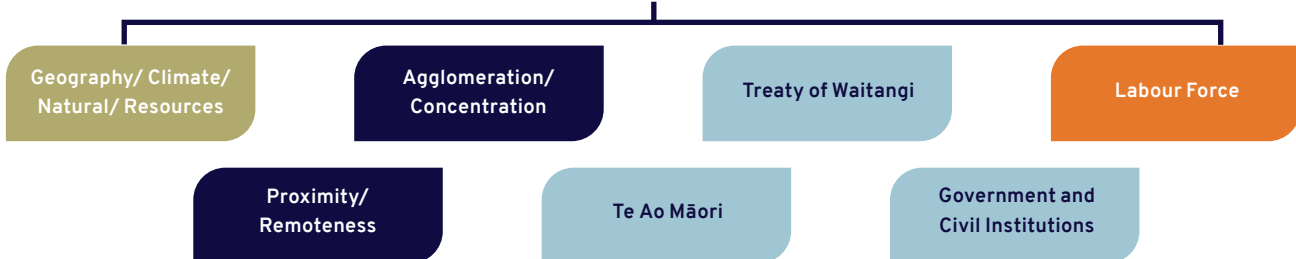 Geography/ Climate/
Natural/ Resources
Agglomeration/
Concentration
Treaty of Waitangi
Labour Force
Proximity/
Remoteness
Te Ao Māori
Government and
Civil Institutions